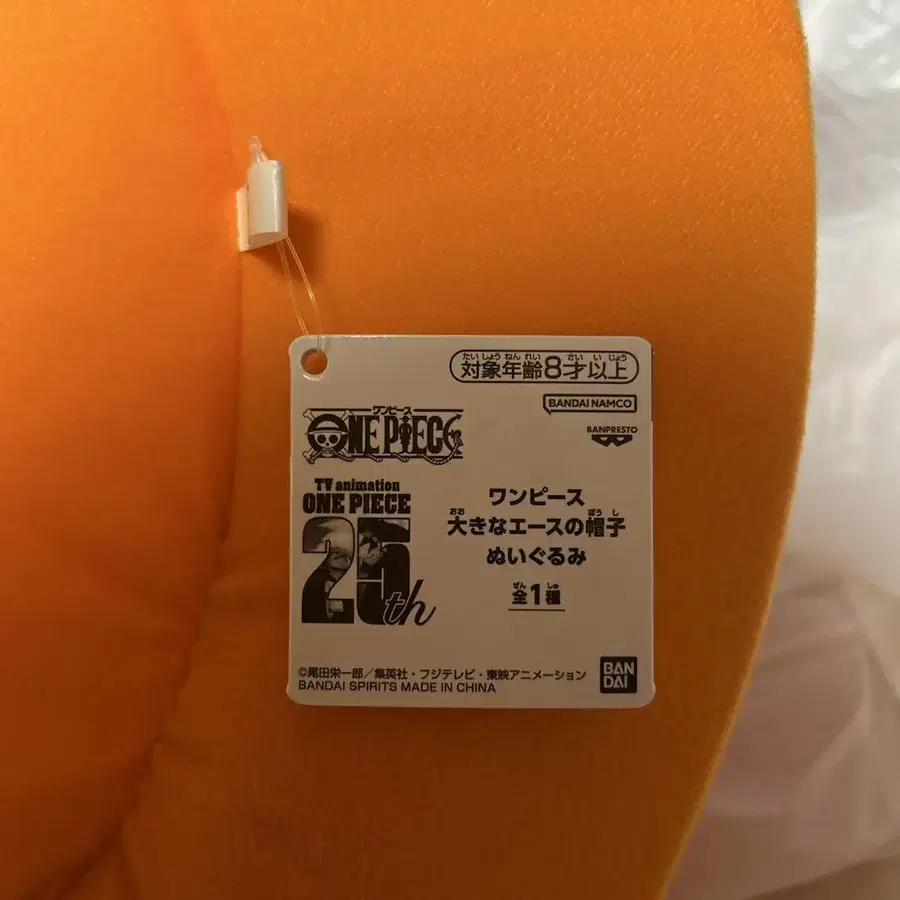 たいしょうねんれい さいいじょう
対象年齢8才以上
BANDAI NAMCO
BANPRESTO
ワンピース
ONE PIECE
TV animation
ONE PIECE
25th
ワンピース
おお ぼうし
大きなエースの帽子
ぬいぐるみ
ぜん しゅ
全1種
©尾田栄一郎／集英社・フジテレビ・東映アニメーション
BANDAI SPIRITS MADE IN CHINA
BAN
DAI